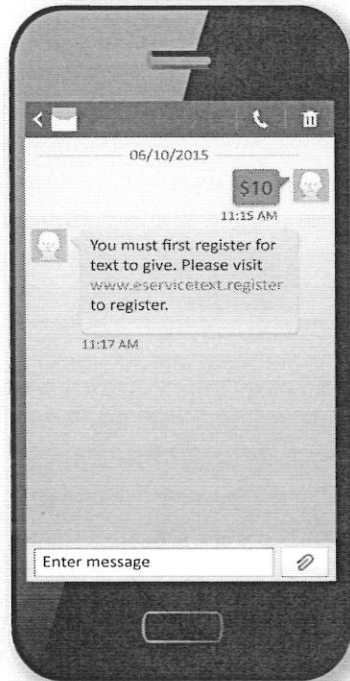 06/10/2015
$10
11:15 AM
You must first register for
text to give. Please visit
www.eservicetext.register
to register.
11:17 AM
Enter message